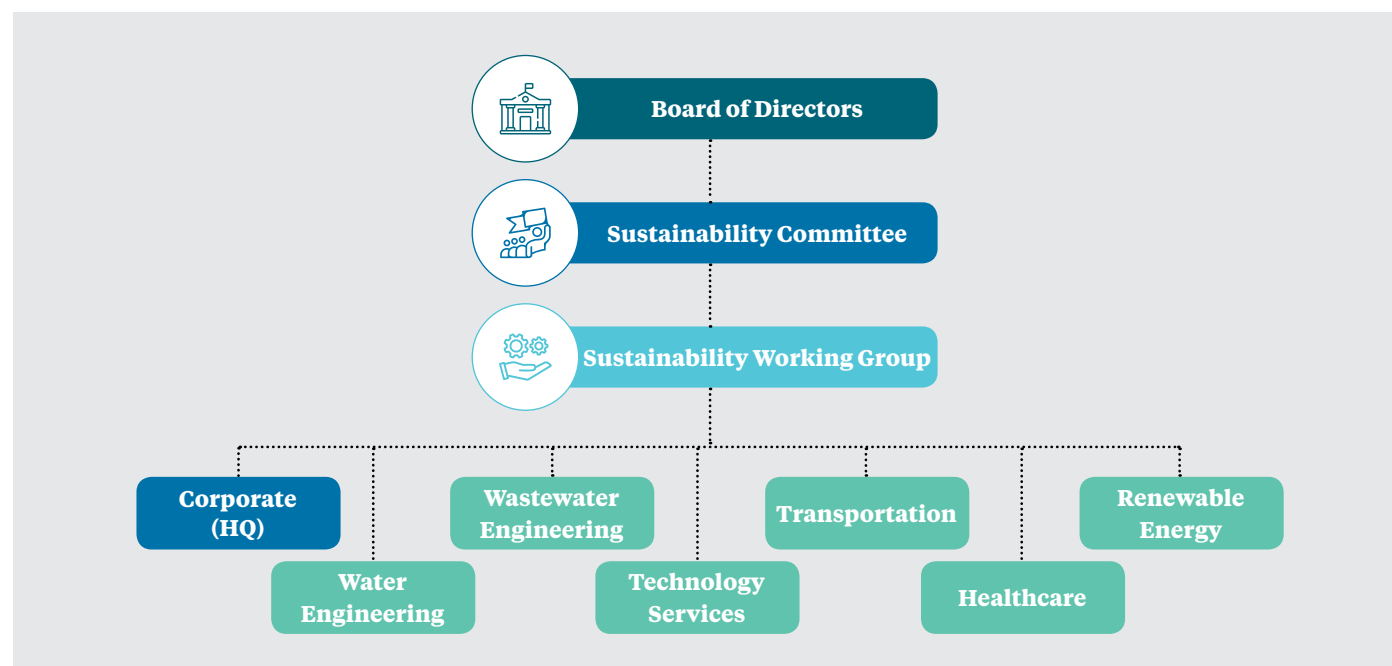 Board of Directors
Sustainability Committee
Sustainability Working Group
Corporate
(HQ)
Wastewater
Engineering
Transportation
Renewable
Energy
Water
Engineering
Technology
Services
Healthcare